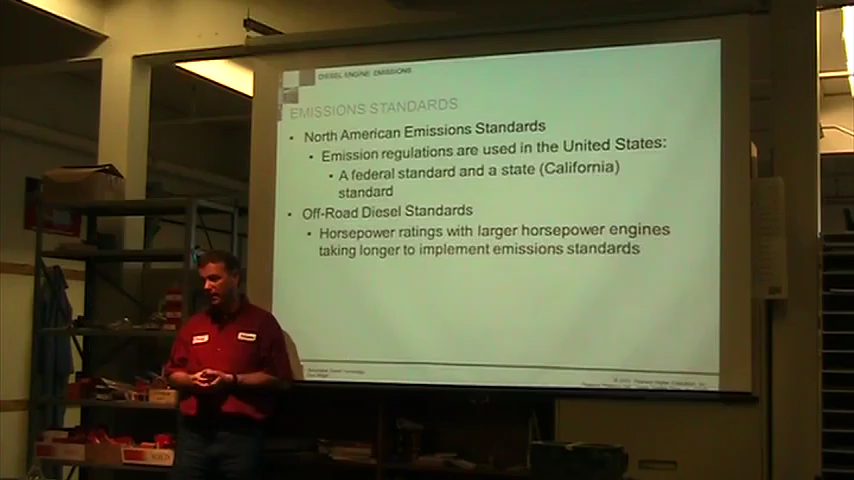 DIESEL ENGINE EMISSIONS
EMISSIONS STANDARDS
• North American Emissions Standards
• Emission regulations are used in the United States:
• A federal standard and a state (California)
standard
• Off-Road Diesel Standards
• Horsepower ratings with larger horsepower engines
taking longer to implement emissions standards